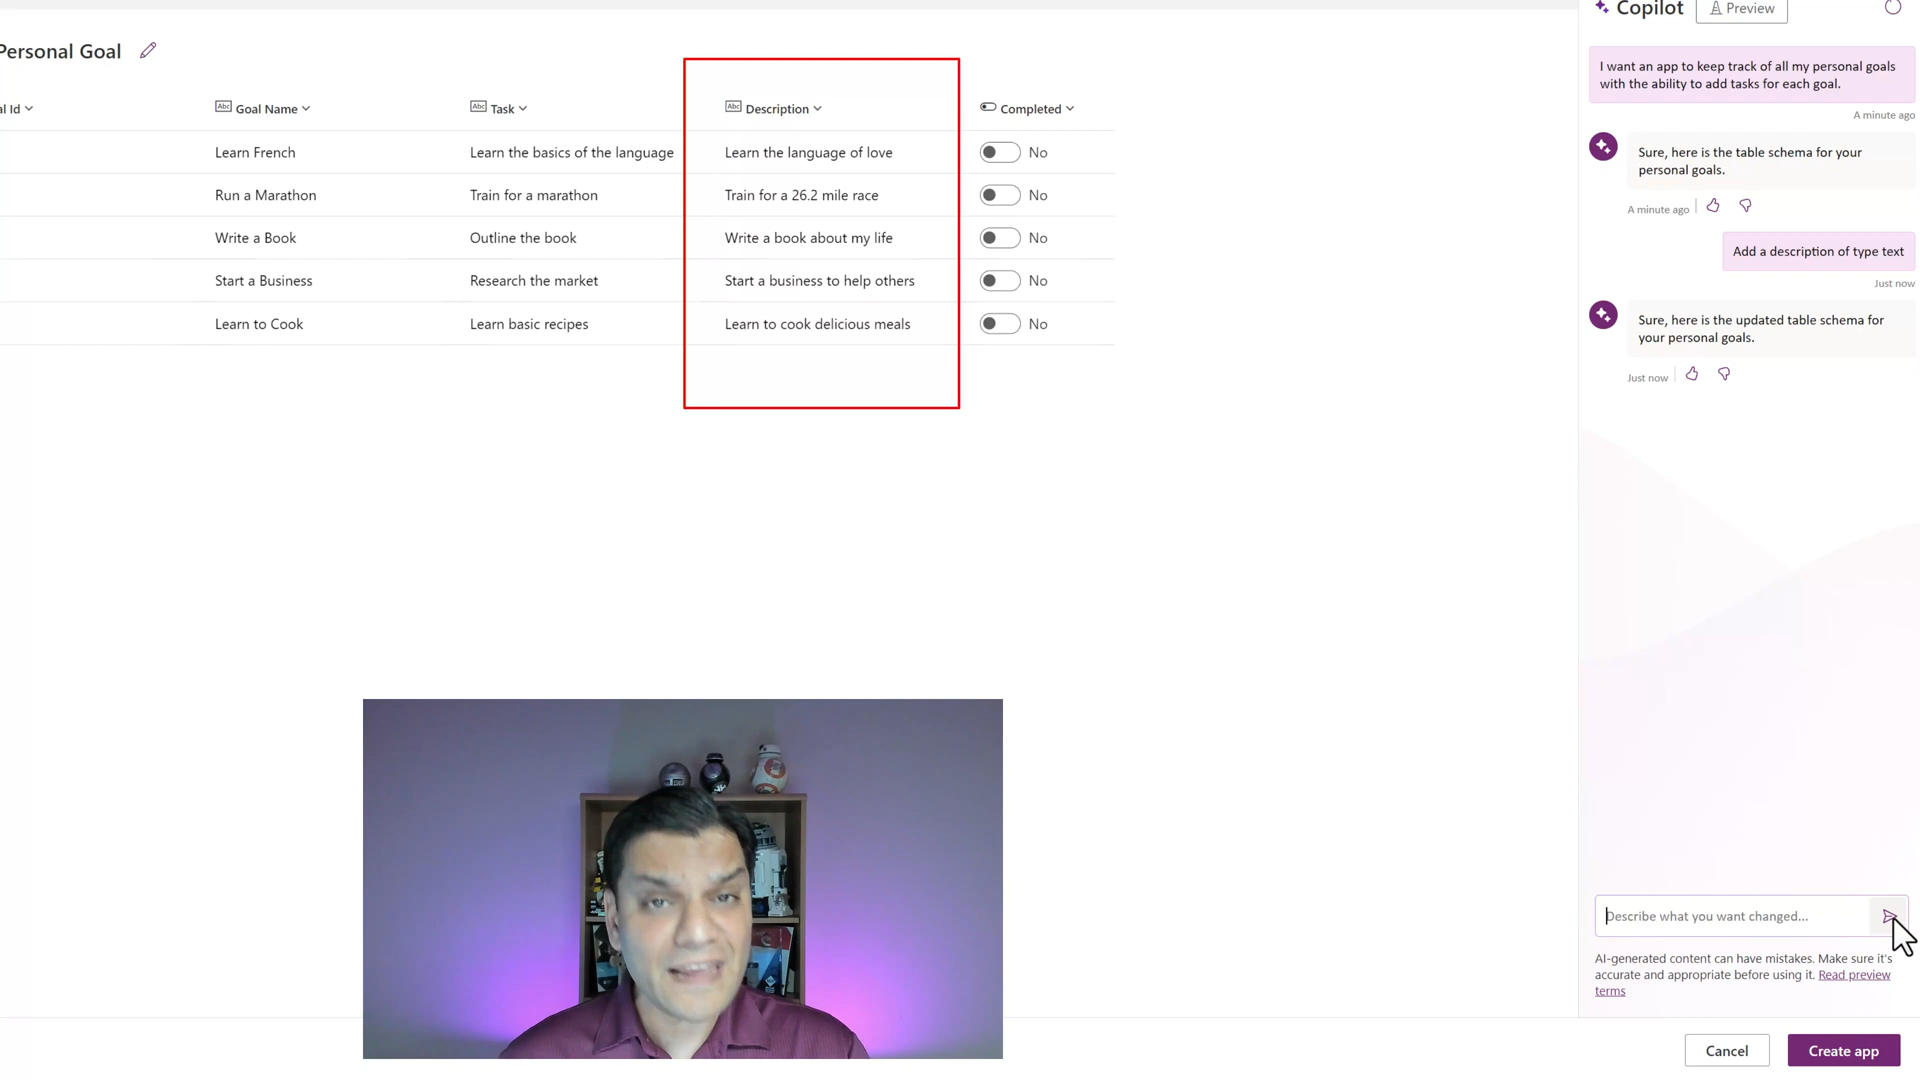 Copilot
Preview
Personal Goal
I want an app to keep track of all my personal goals
with the ability to add tasks for each goal.
A minute ago
al Id
Abc Goal Name
Abc Task
Abc Description
Completed
Learn French
Learn the basics of the language
Learn the language of love
No
Run a Marathon
Train for a marathon
Train for a 26.2 mile race
No
Write a Book
Outline the book
Write a book about my life
No
Start a Business
Research the market
Start a business to help others
No
Learn to Cook
Learn basic recipes
Learn to cook delicious meals
No
Sure, here is the table schema for your
personal goals.
A minute ago
Add a description of type text
Just now
Sure, here is the updated table schema for
your personal goals.
Just now
Describe what you want changed...
AI-generated content can have mistakes. Make sure it's
accurate and appropriate before using it. Read preview
terms
Cancel
Create app